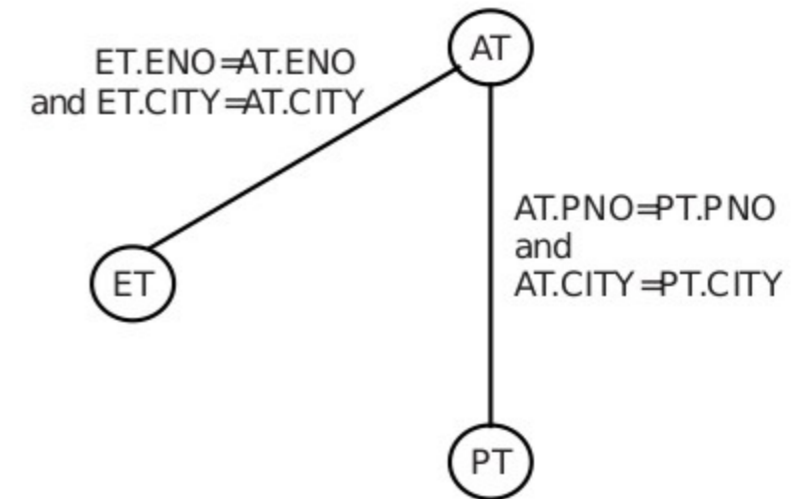 AT
ET.ENO=AT.ENO
and ET.CITY=AT.CITY
AT.PNO=PT.PNO
and
AT.CITY=PT.CITY
ET
PT